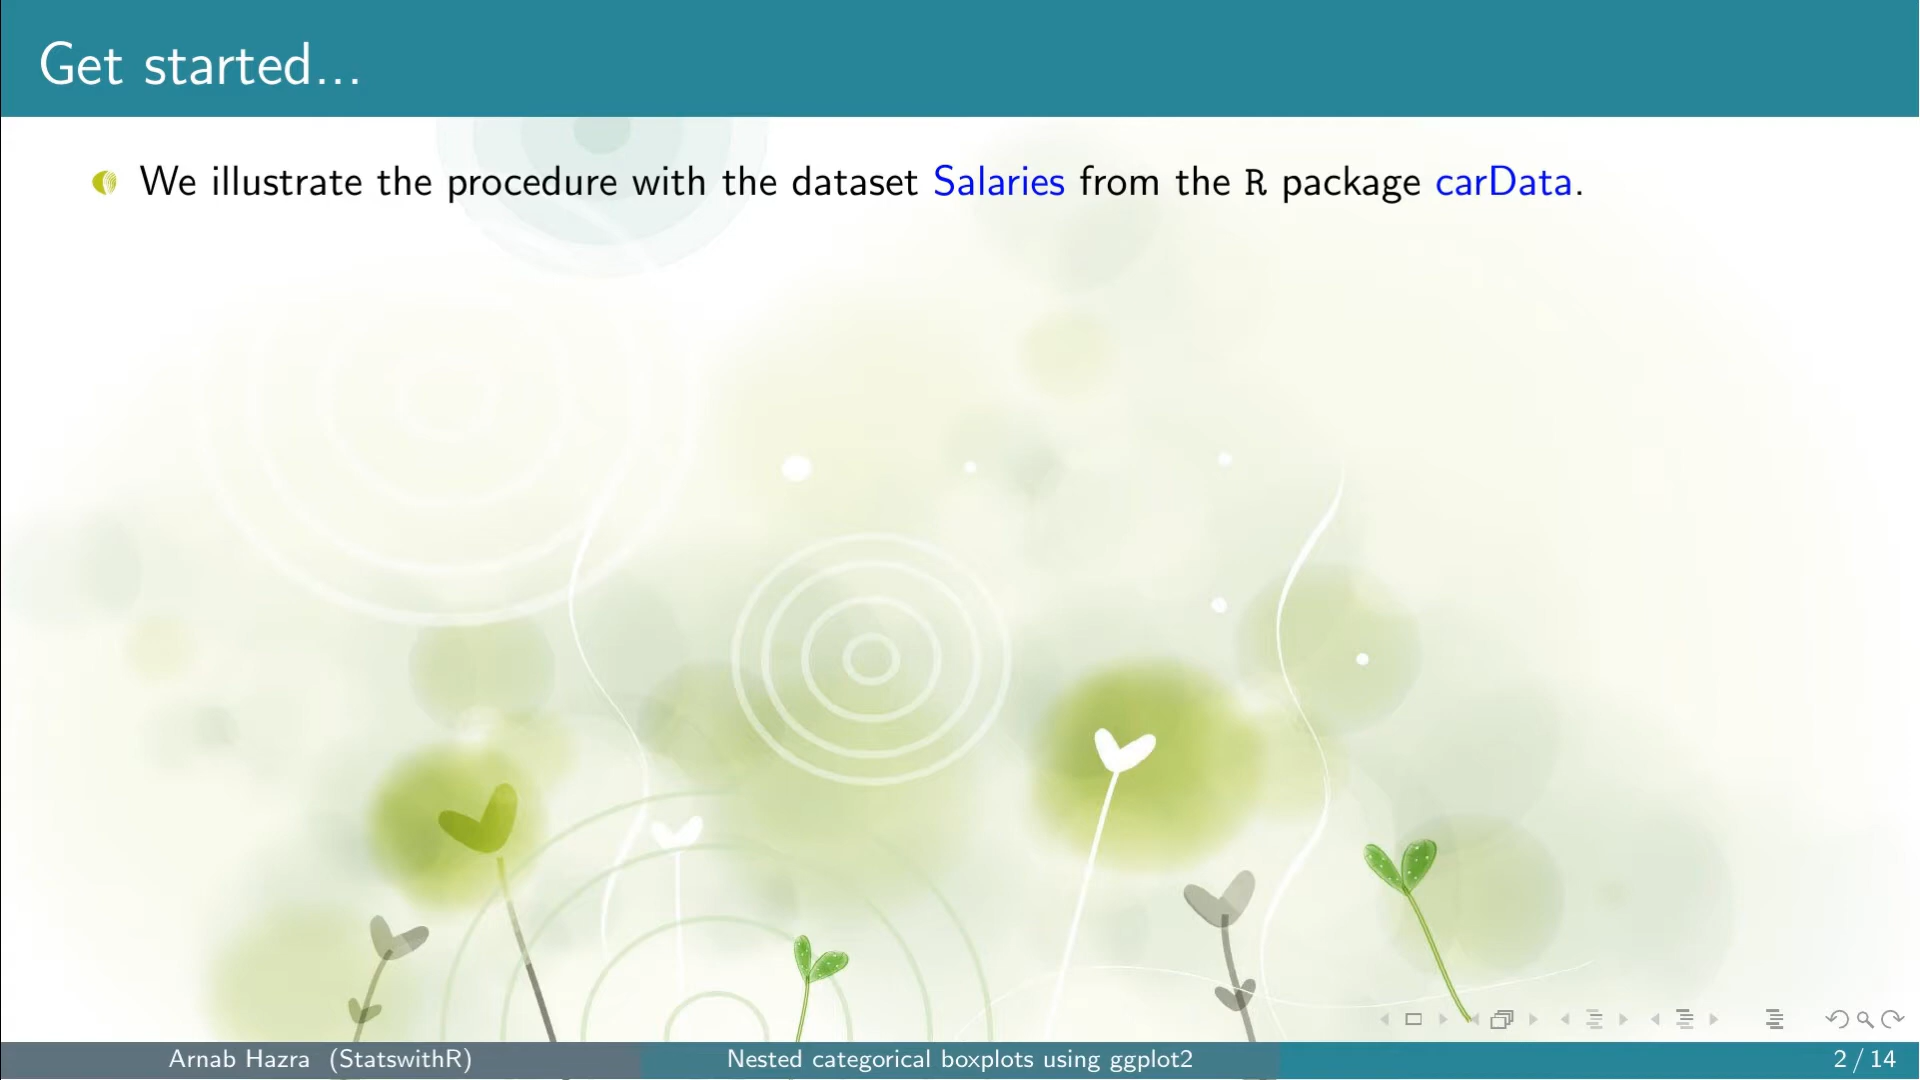 Get started...
We illustrate the procedure with the dataset Salaries from the R package carData.
Arnab Hazra (StatswithR)
Nested categorical boxplots using ggplot2
2 / 14